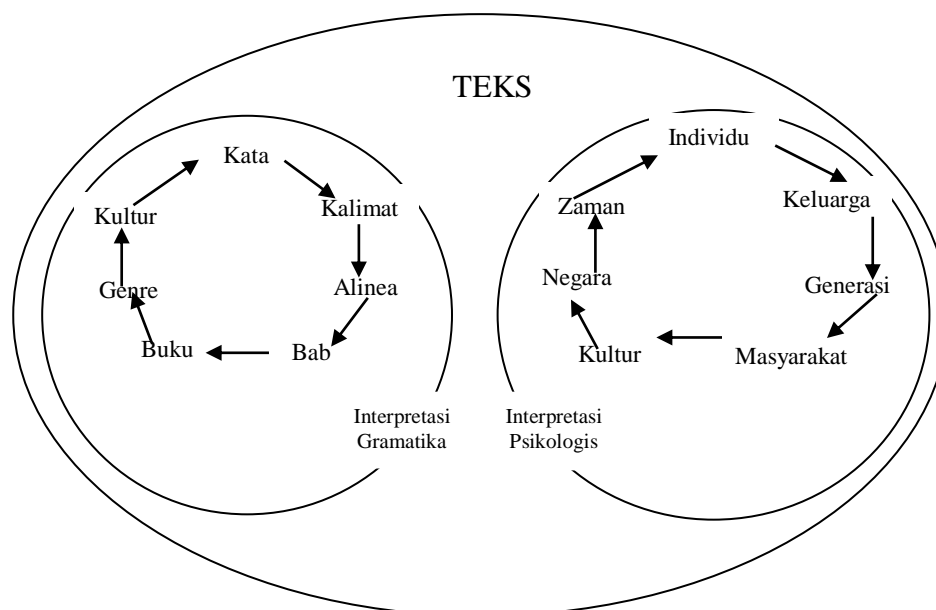 TEKS
Kata
Kalimat
Alinea
Bab
Buku
Genre
Kultur
Interpretasi
Gramatika
Individu
Keluarga
Generasi
Masyarakat
Kultur
Negara
Zaman
Interpretasi
Psikologis